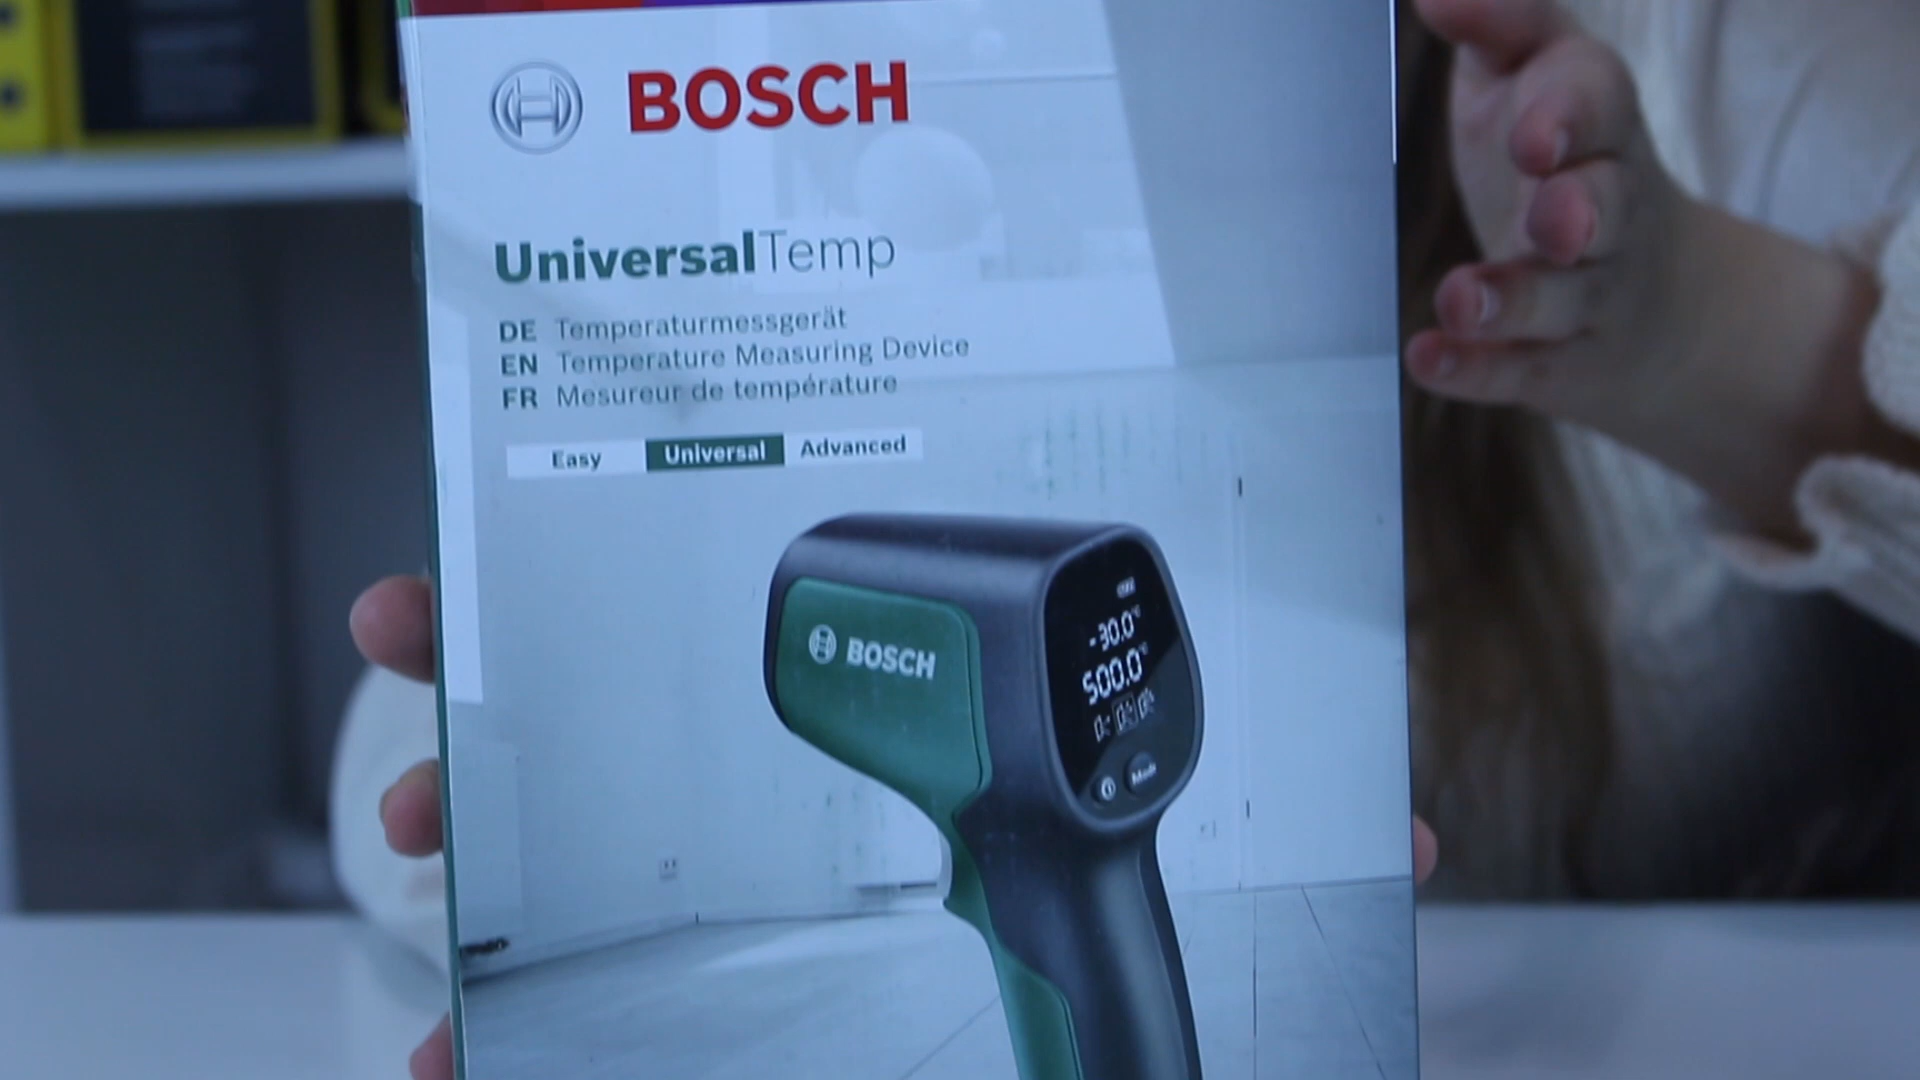 BOSCH
UniversalTemp
DE Temperaturmessgerät
EN Temperature Measuring Device
FR Mesureur de température
Easy Universal Advanced
BOSCH
-30.0°C
500.0°C
Mode